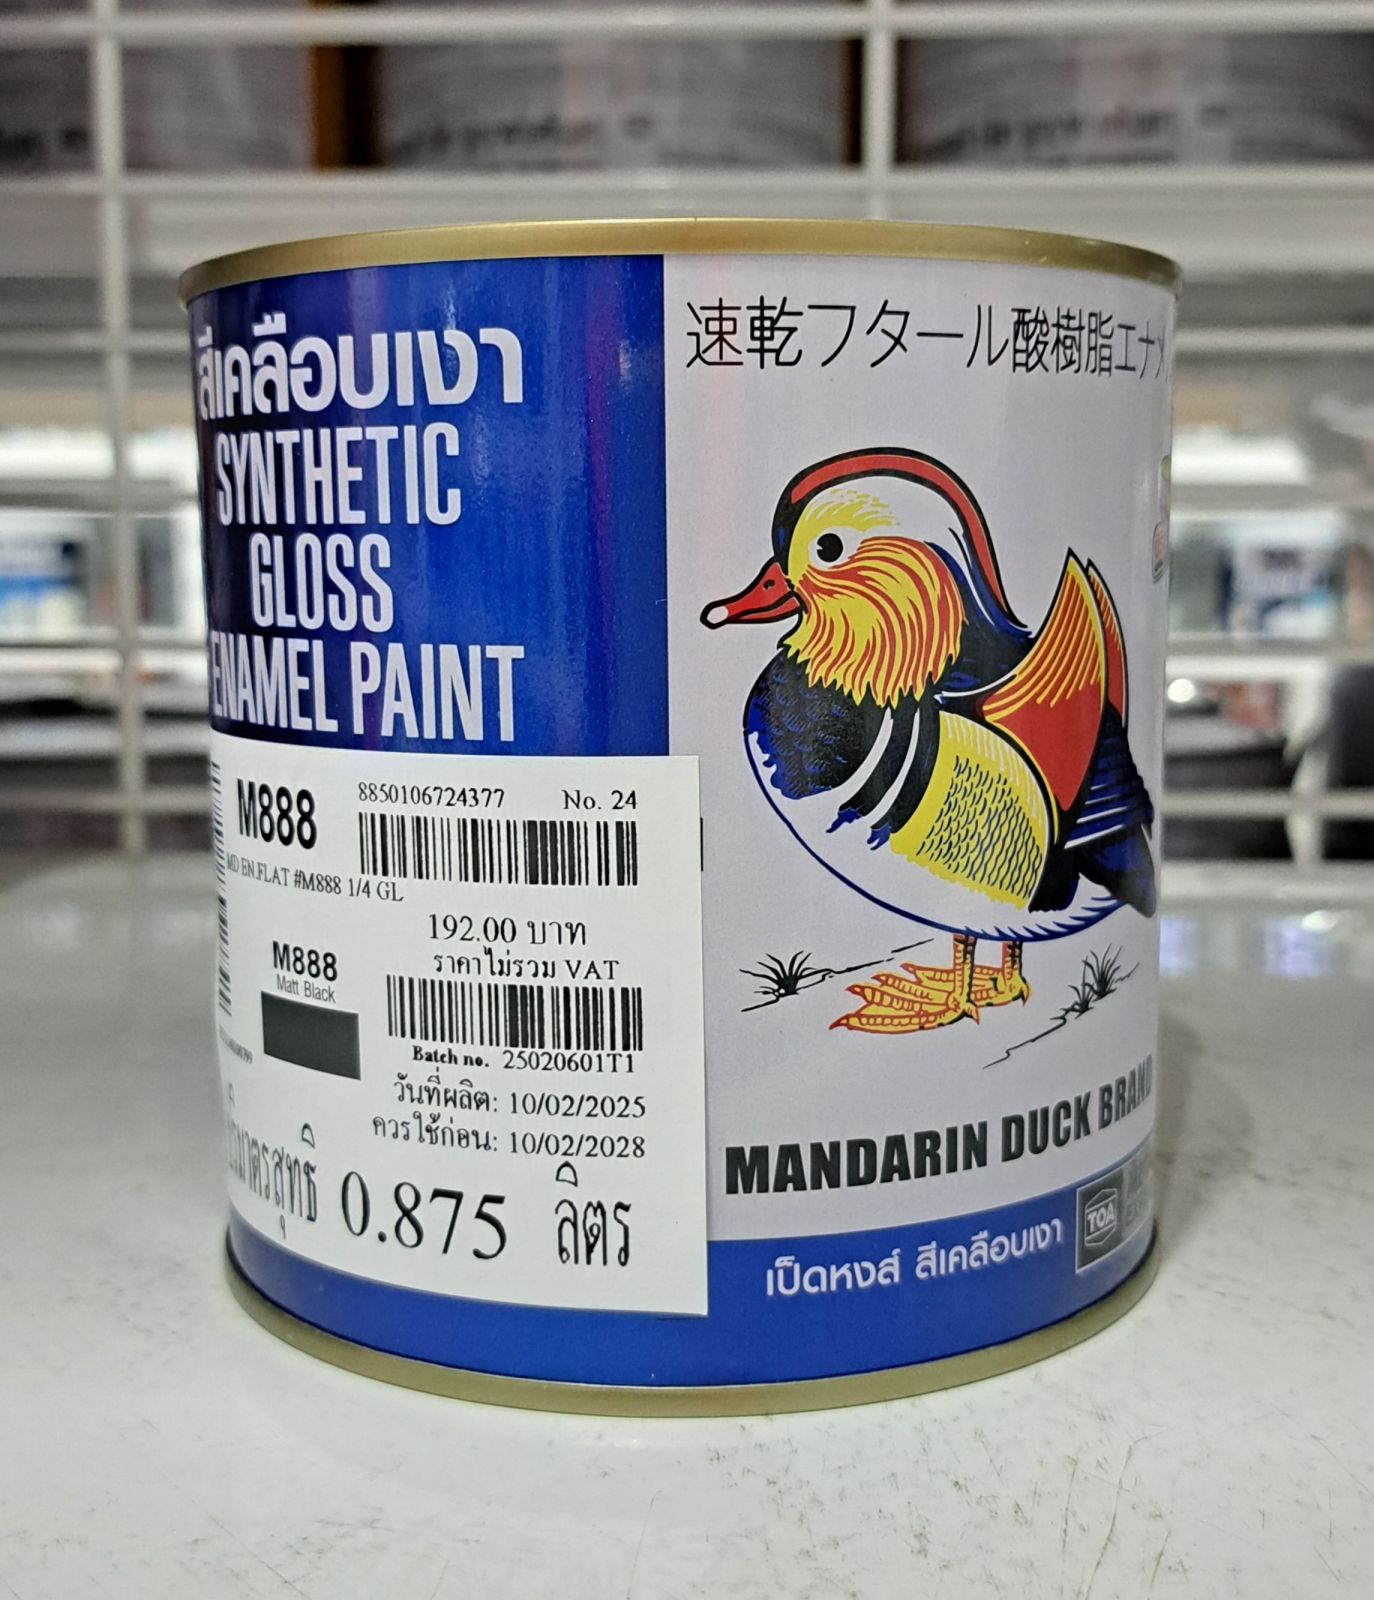 สีเคลือบเงา
SYNTHETIC
GLOSS
ENAMEL PAINT
速乾フタール酸樹脂エナメ
M888
8850106724377 No. 24
MD EN.FLAT #M888 1/4 GL
192.00 บาท
ราคาไม่รวม VAT
M888
Matt Black
Batch no. 25020601T1
วันที่ผลิต: 10/02/2025
ควรใช้ก่อน: 10/02/2028
0.875 ลิตร
MANDARIN DUCK BRAND
เป็ดหงส์ สีเคลือบเงา
TOA